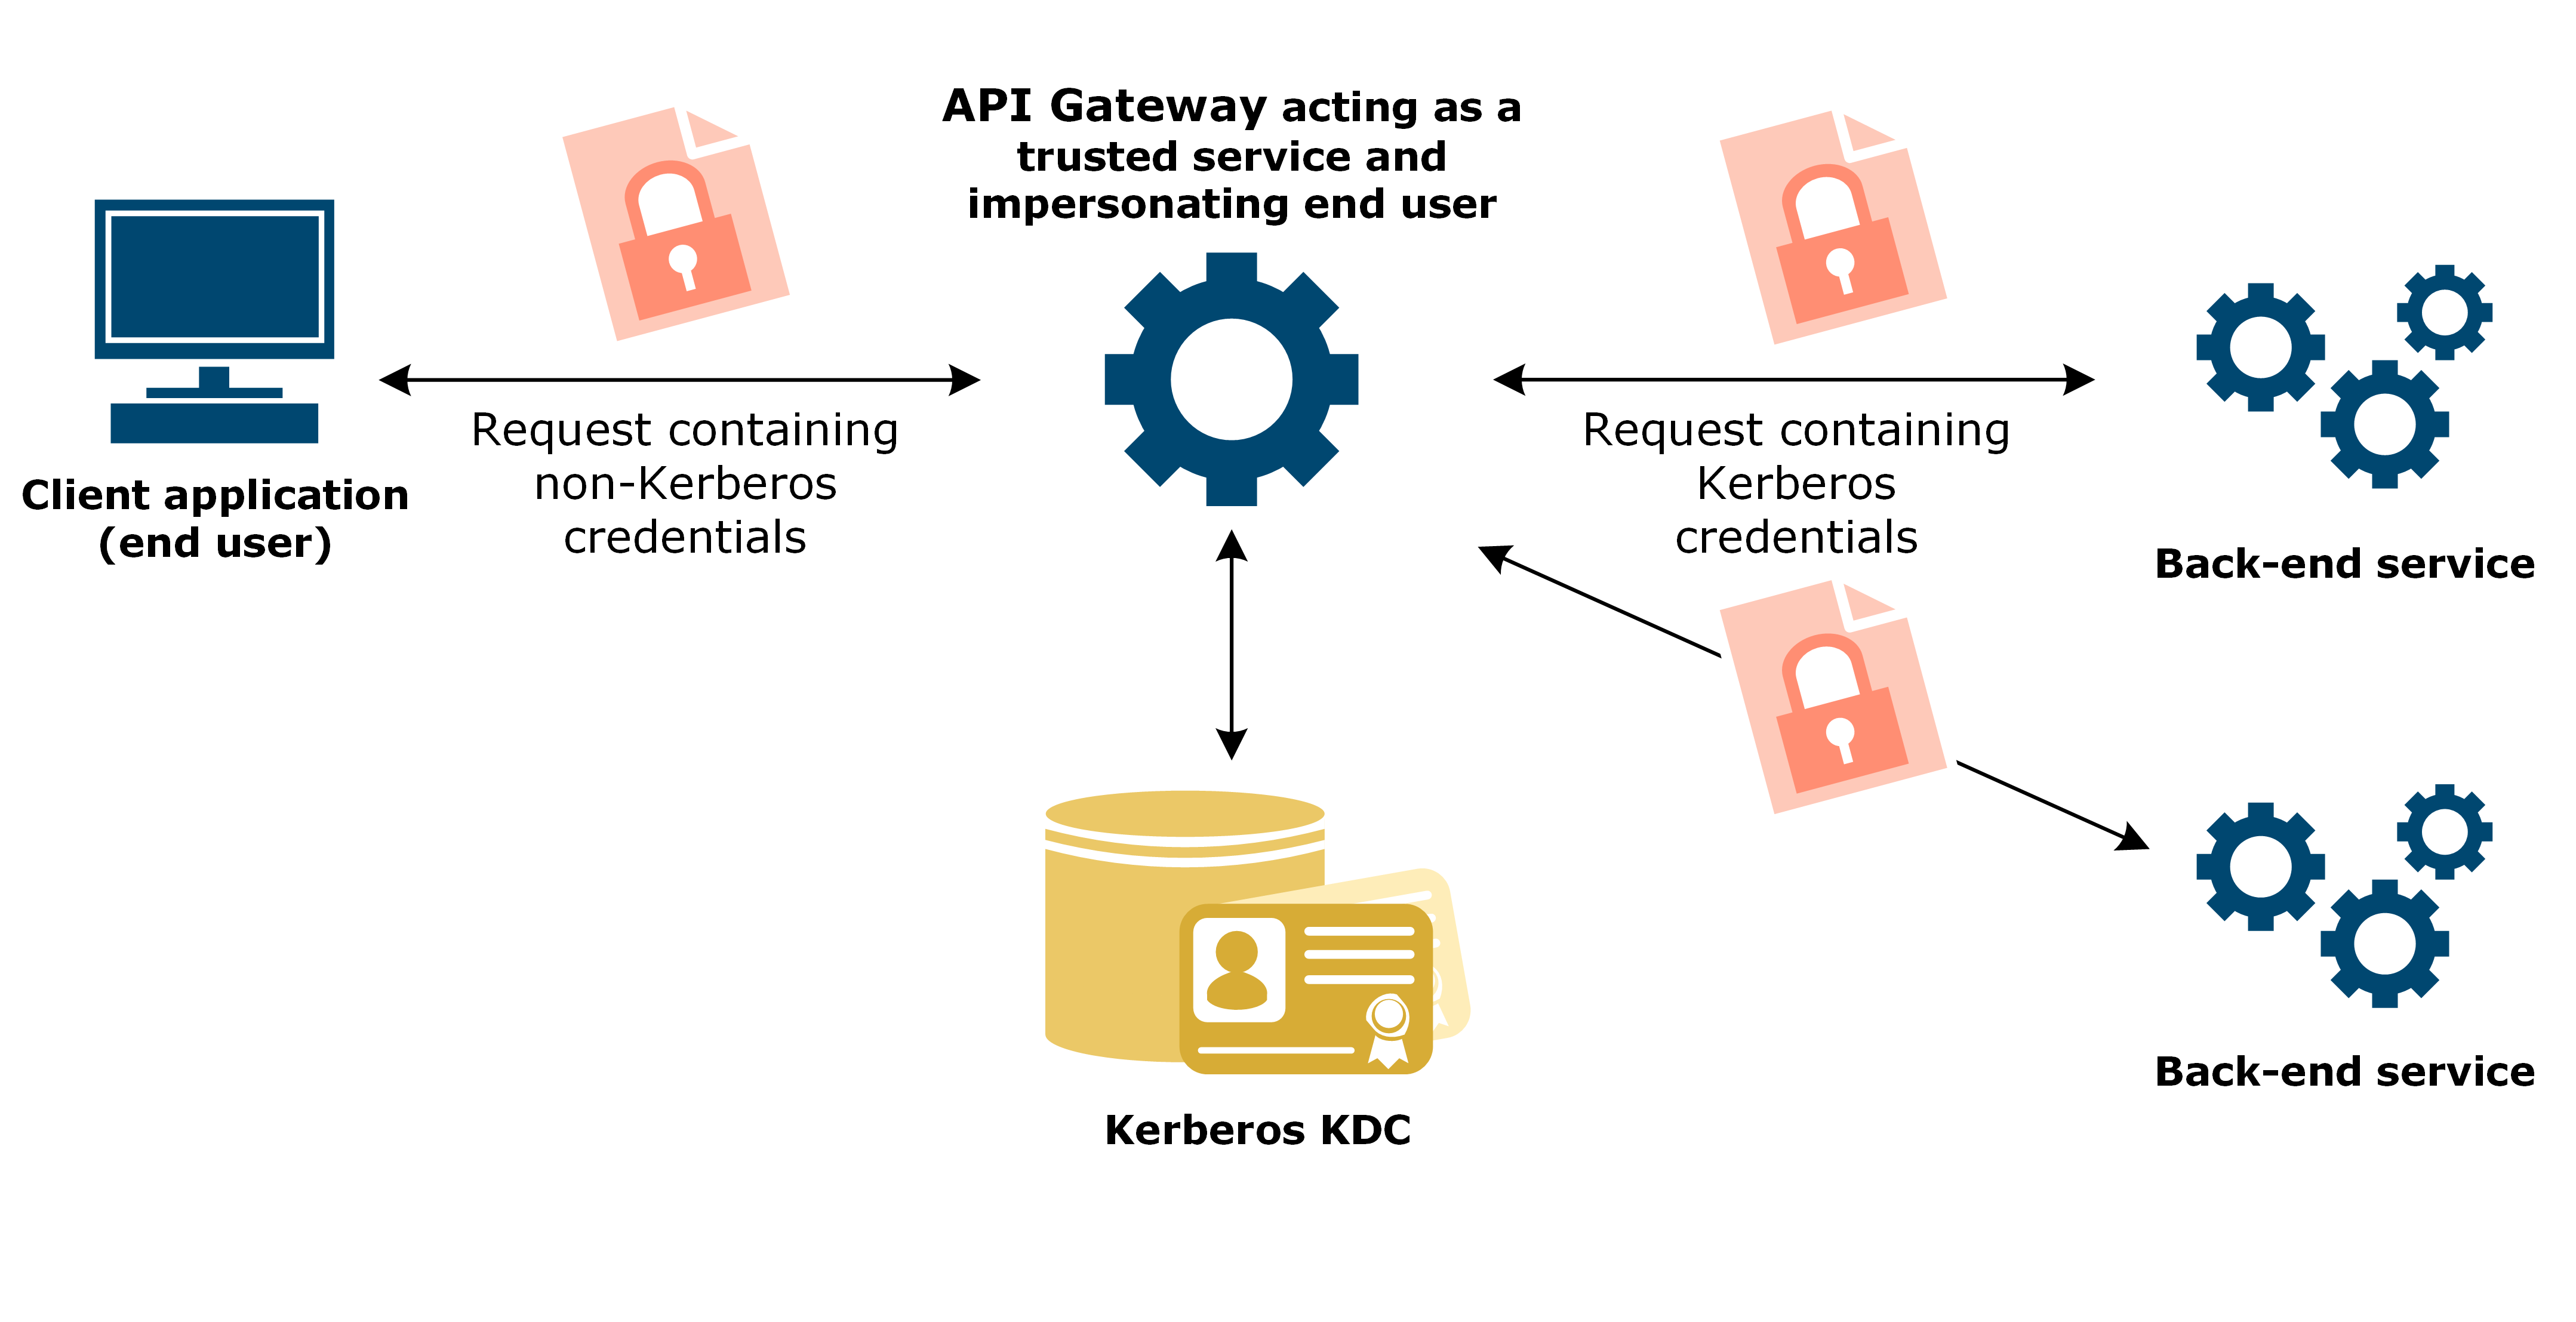 API Gateway acting as a
trusted service and
impersonating end user
Client application
(end user)
Request containing
non-Kerberos
credentials
Request containing
Kerberos
credentials
Back-end service
Kerberos KDC
Back-end service